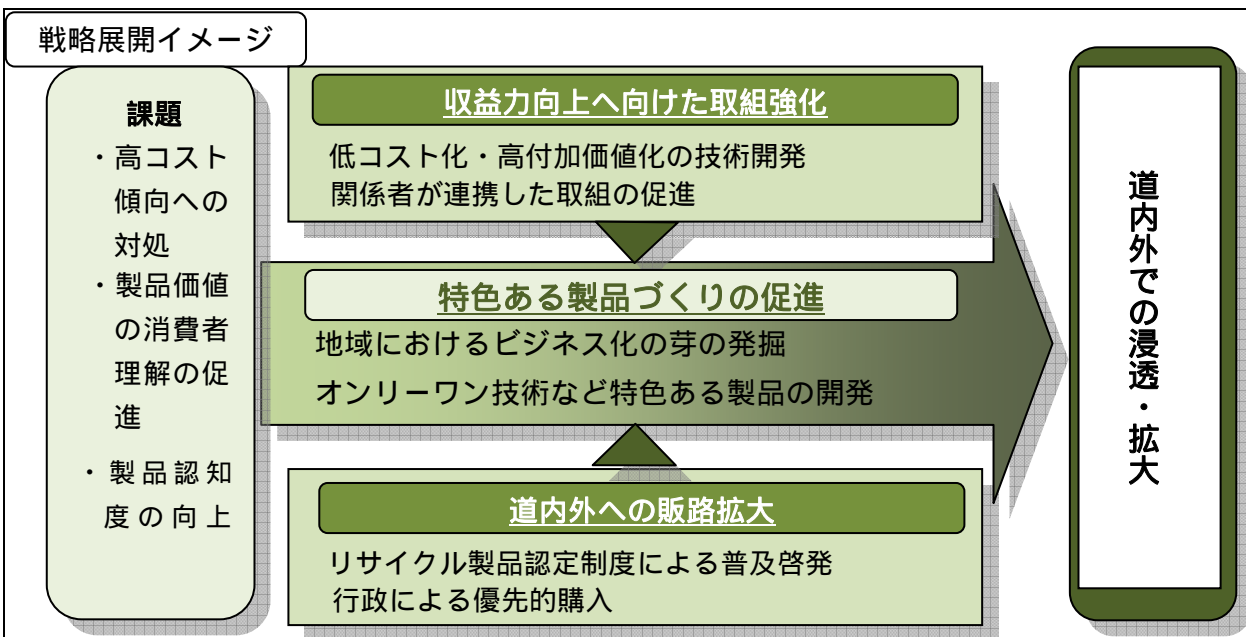 戦略展開イメージ
課題
・高コスト
傾向への
対処
・製品価値
の消費者
理解の促
進
・製品認知
度の向上
収益力向上へ向けた取組強化
低コスト化・高付加価値化の技術開発
関係者が連携した取組の促進
特色ある製品づくりの促進
地域におけるビジネス化の芽の発掘
オンリーワン技術など特色ある製品の開発
道内外への販路拡大
リサイクル製品認定制度による普及啓発
行政による優先的購入
道内外での浸透・拡大